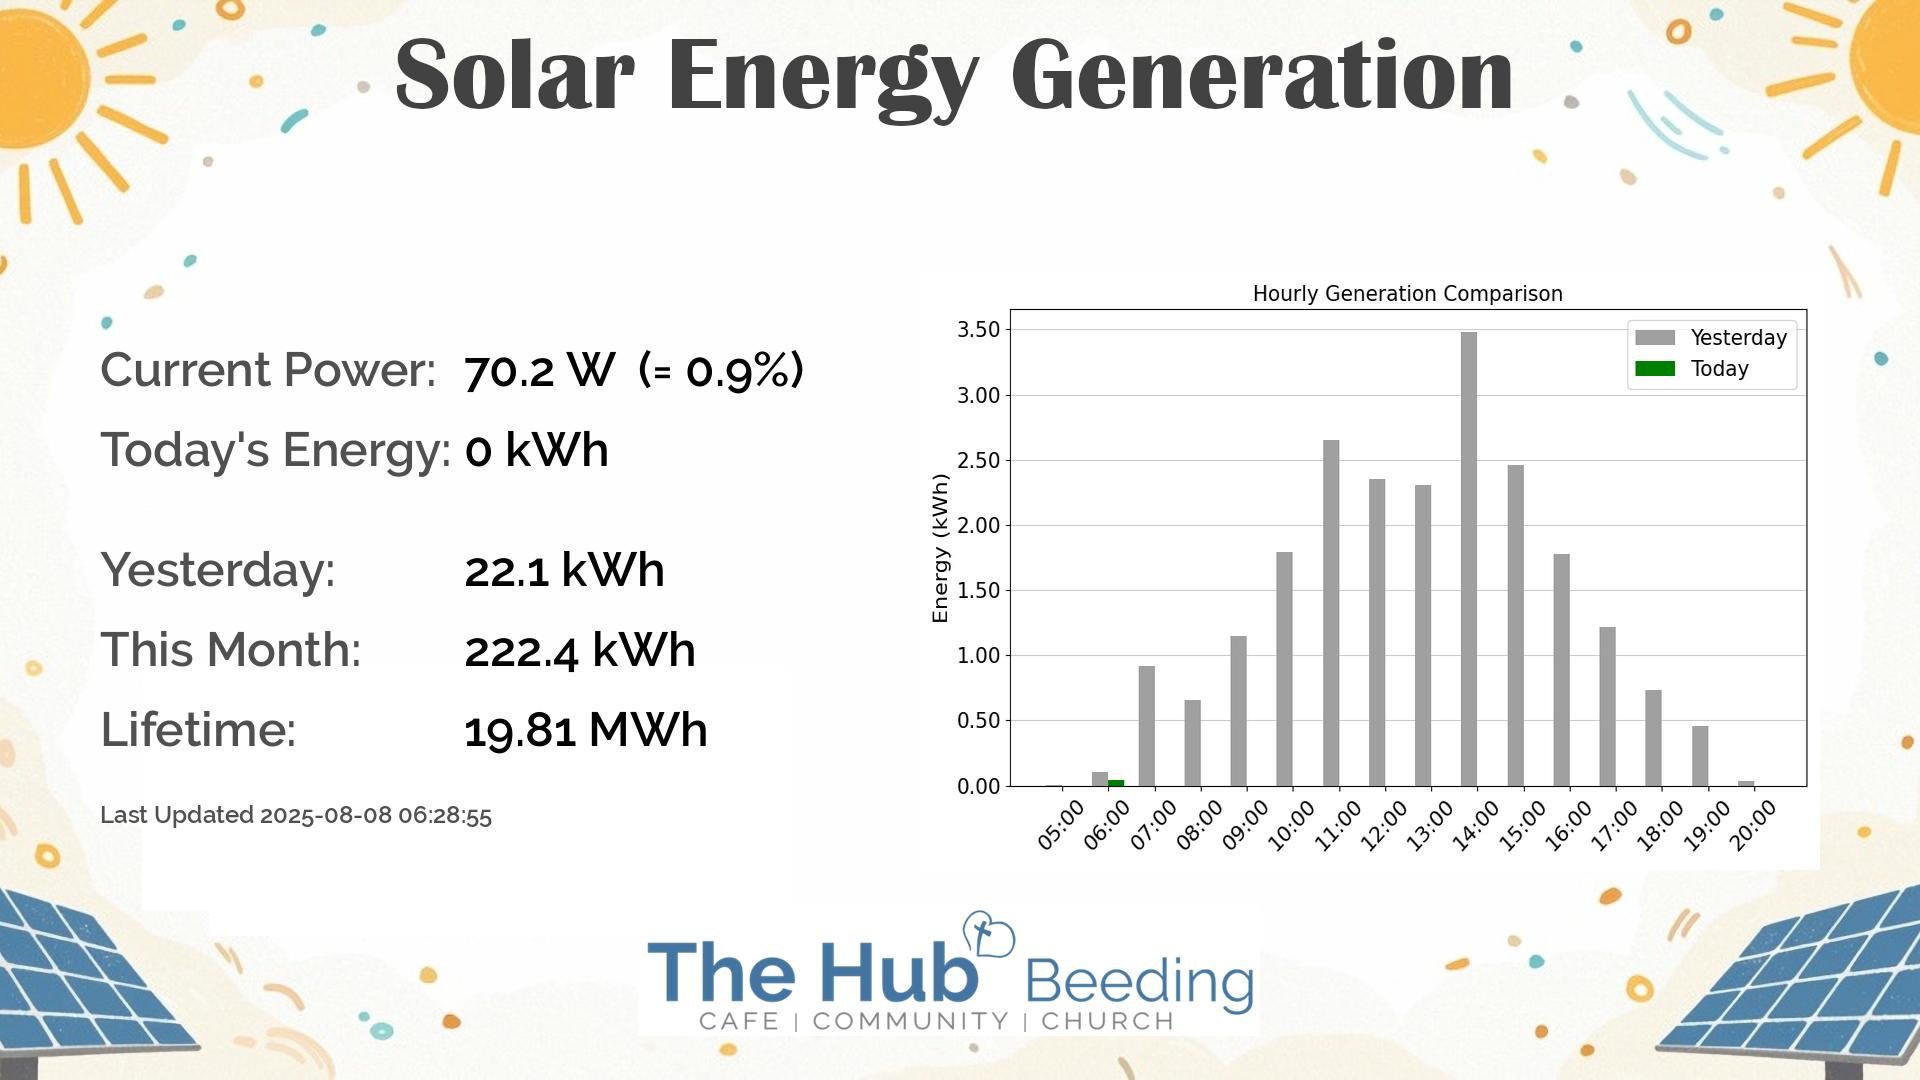 Solar Energy Generation
Current Power: 70.2 W (= 0.9%)
Today's Energy: 0 kWh
Yesterday: 22.1 kWh
This Month: 222.4 kWh
Lifetime: 19.81 MWh
Last Updated 2025-08-08 06:28:55
Hourly Generation Comparison
Yesterday
Today
Energy (kWh)
3.50
3.00
2.50
2.00
1.50
1.00
0.50
0.00
05:00 06:00 07:00 08:00 09:00 10:00 11:00 12:00 13:00 14:00 15:00 16:00 17:00 18:00 19:00 20:00
The Hub Beeding
CAFE | COMMUNITY | CHURCH